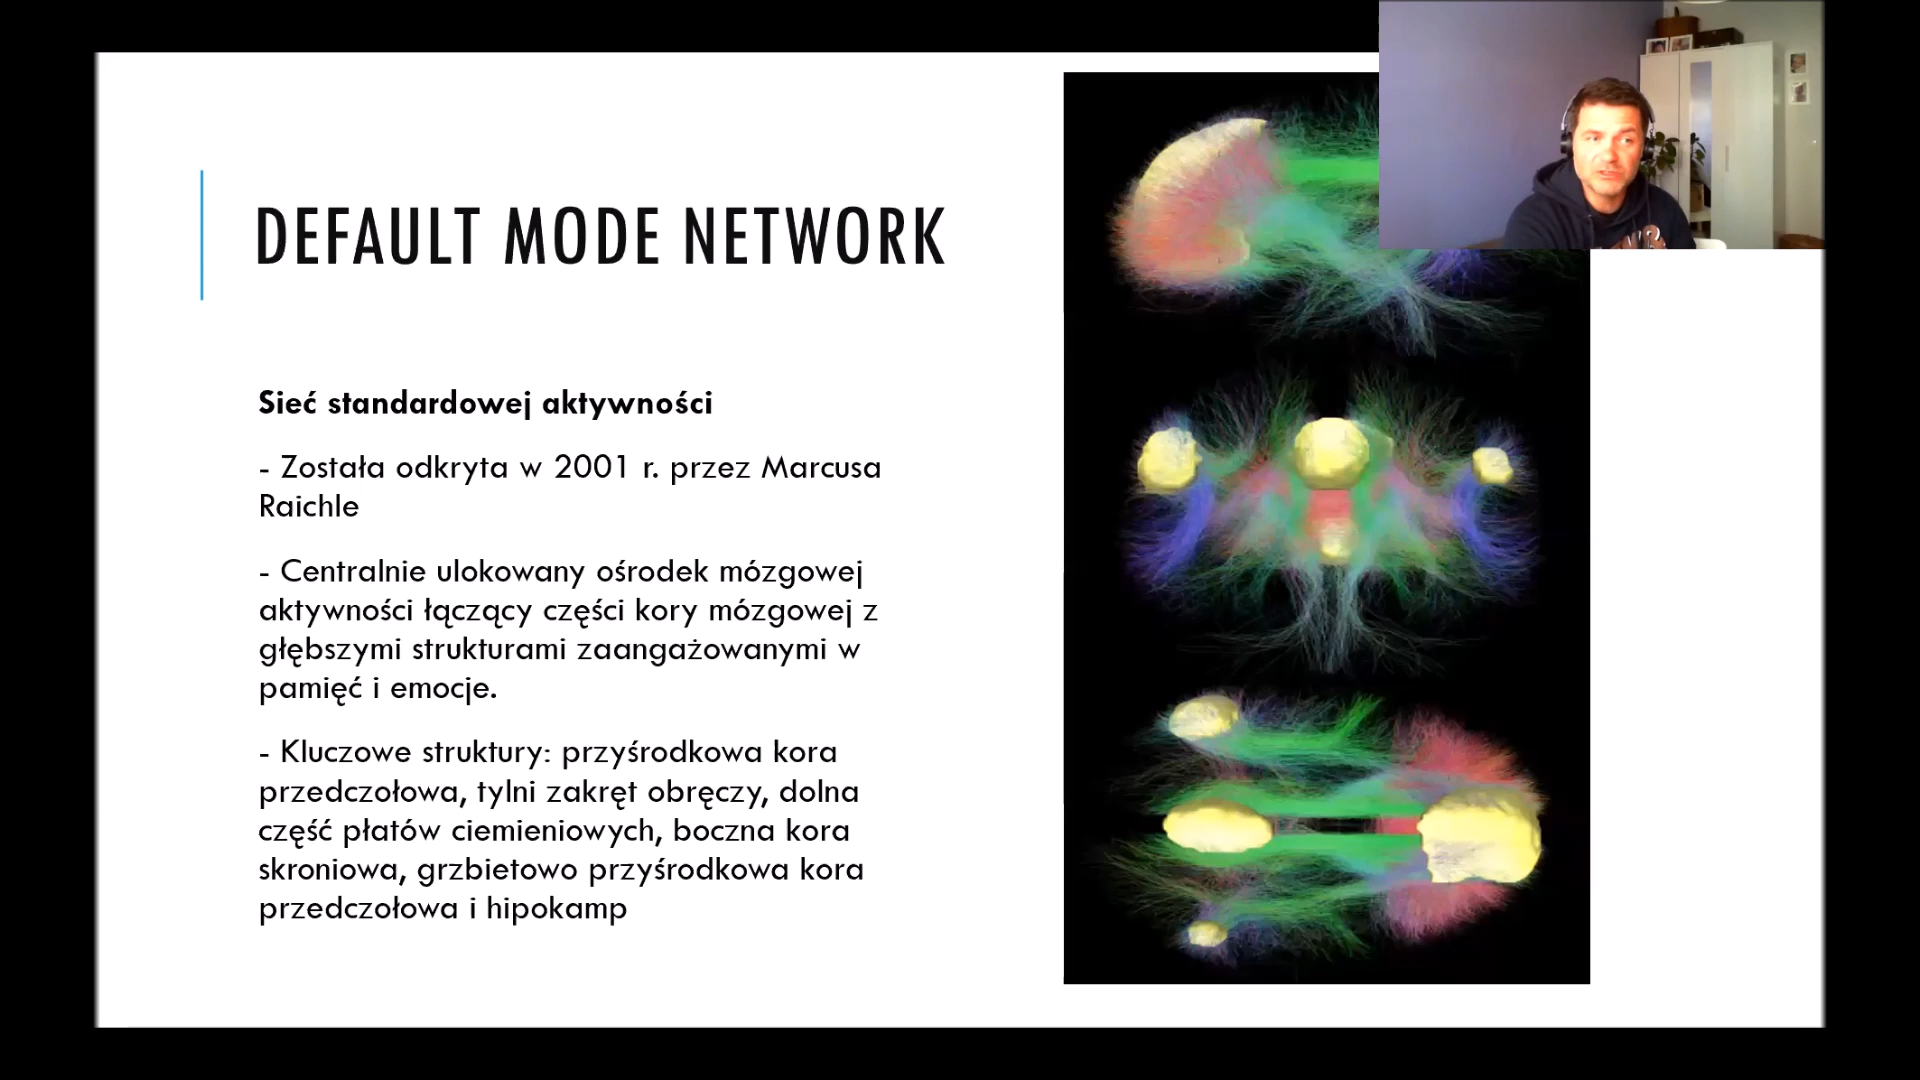 DEFAULT MODE NETWORK
Sieć standardowej aktywności
- Została odkryta w 2001 r. przez Marcusa
Raichle
- Centralnie ulokowany ośrodek mózgowej
aktywności łączący części kory mózgowej z
głębszymi strukturami zaangażowanymi w
pamięć i emocje.
- Kluczowe struktury: przyśrodkowa kora
przedczołowa, tylni zakręt obręczy, dolna
część płatów ciemieniowych, boczna kora
skroniowa, grzbietowo przyśrodkowa kora
przedczołowa i hipokamp